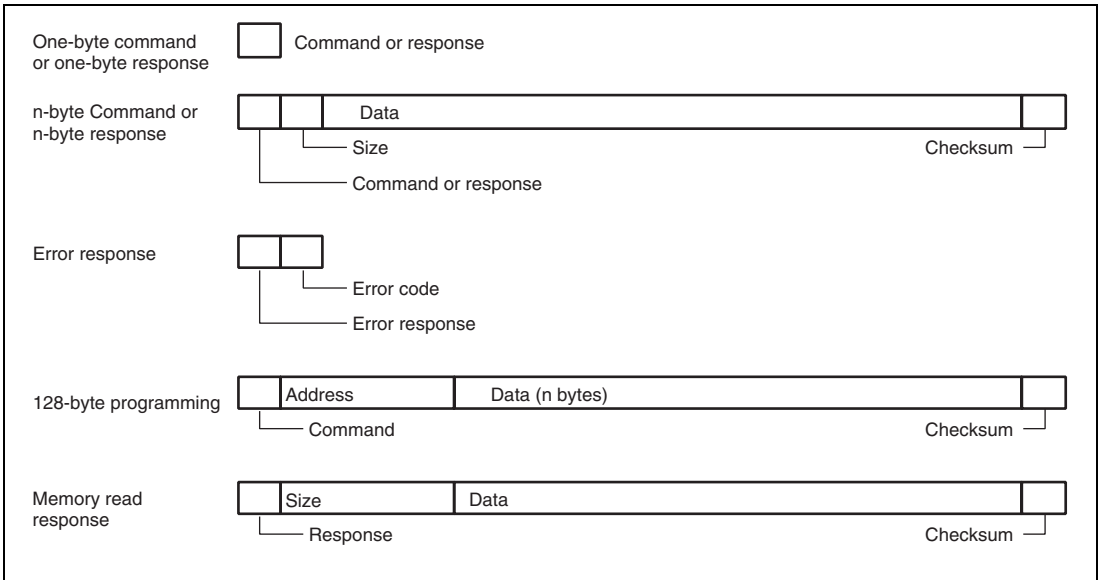 One-byte command
or one-byte response
Command or response
n-byte Command or
n-byte response
Data
Size
Checksum
Command or response
Error response
Error code
Error response
128-byte programming
Address
Data (n bytes)
Command
Checksum
Memory read
response
Size
Data
Response
Checksum